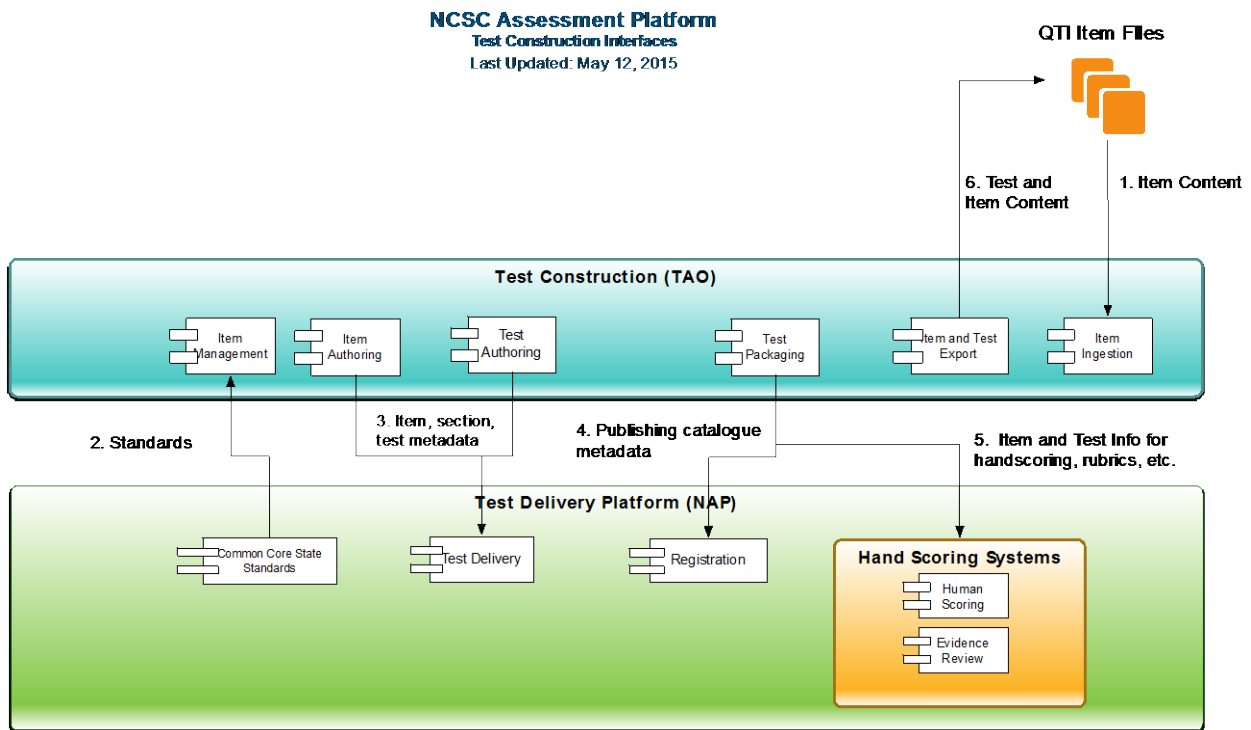 NCSC Assessment Platform
Test Construction Interfaces
Last Updated: May 12, 2015
QTI Item Files
6. Test and
Item Content
1. Item Content
Test Construction (TAO)
Item
Management
Item
Authoring
Test
Authoring
Test
Packaging
Item and Test
Export
Item
Ingestion
2. Standards
3. Item, section,
test metadata
4. Publishing catalogue
metadata
5. Item and Test Info for
handscoring, rubrics, etc.
Test Delivery Platform (NAP)
Common Core State
Standards
Test Delivery
Registration
Hand Scoring Systems
Human
Scoring
Evidence
Review